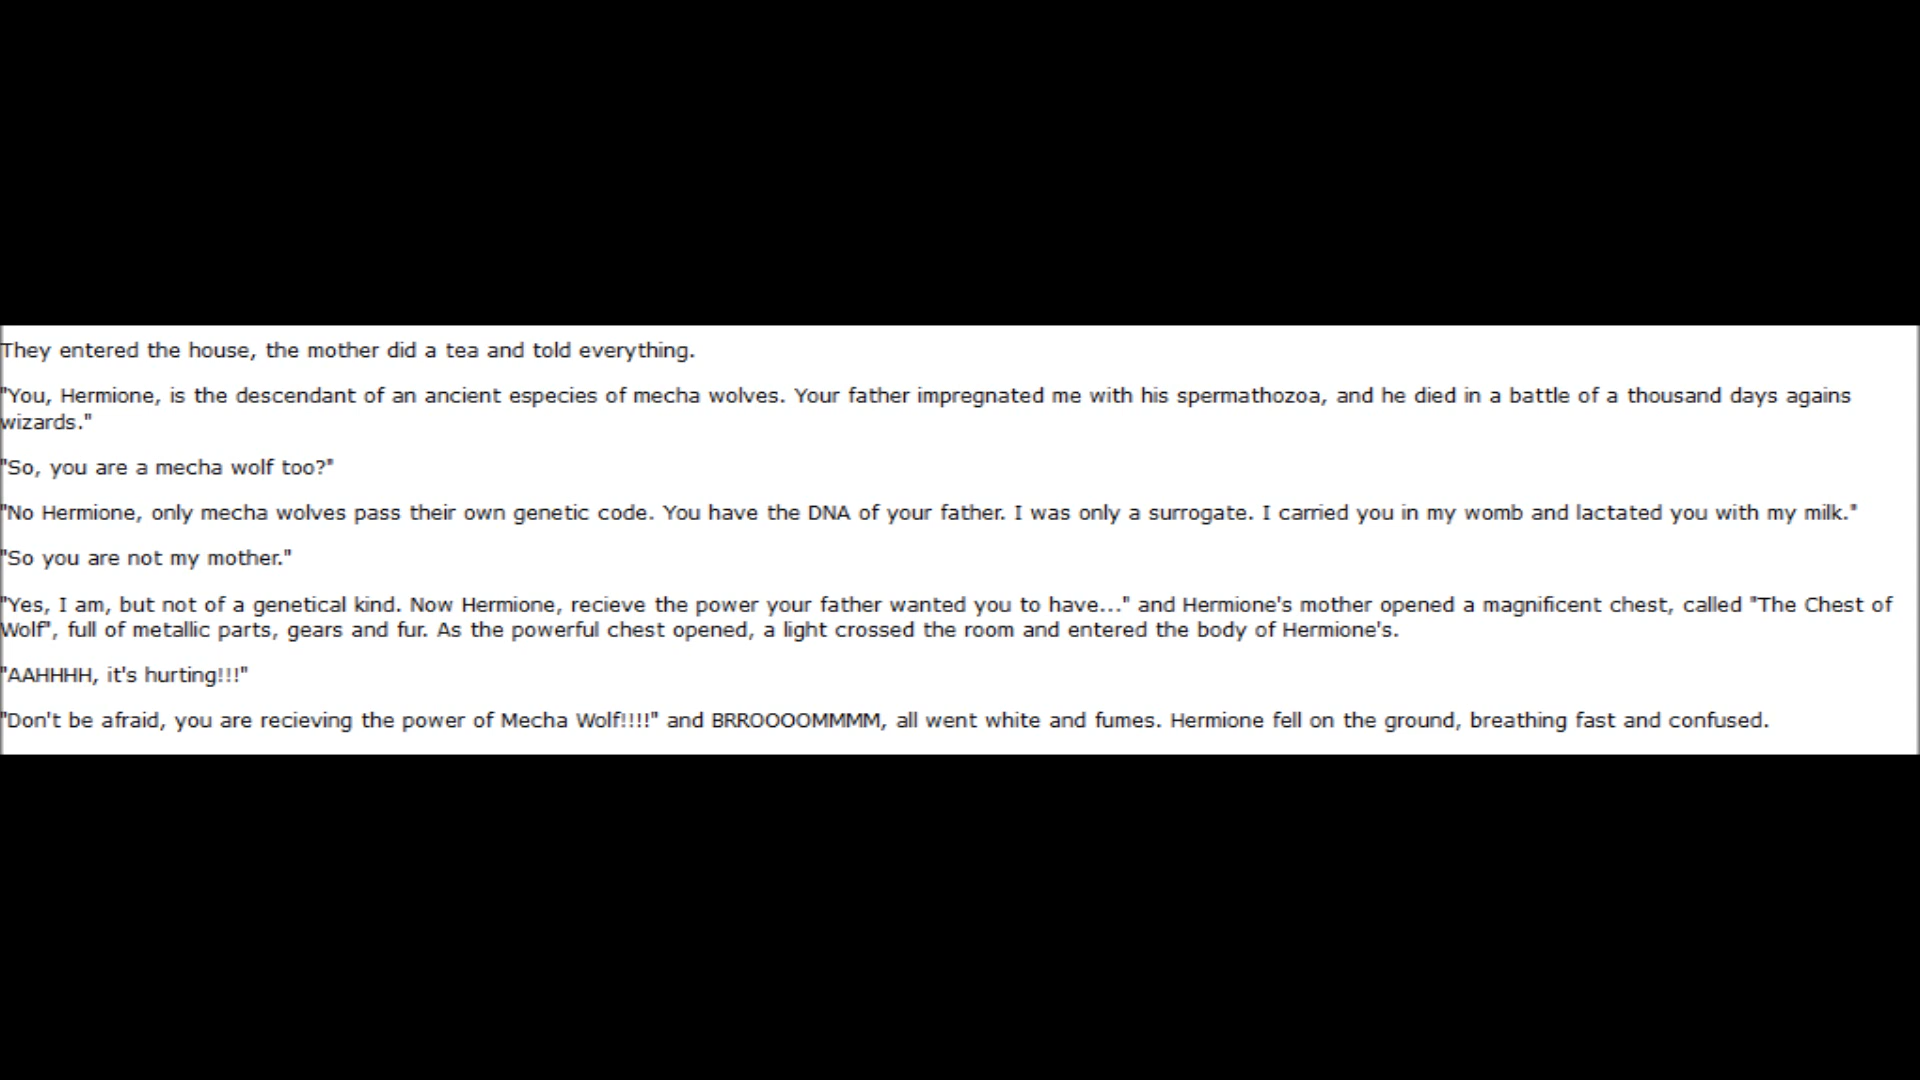 They entered the house, the mother did a tea and told everything.
"You, Hermione, is the descendant of an ancient especies of mecha wolves. Your father impregnated me with his spermathozoa, and he died in a battle of a thousand days agains
wizards."
"So, you are a mecha wolf too?"
"No Hermione, only mecha wolves pass their own genetic code. You have the DNA of your father. I was only a surrogate. I carried you in my womb and lactated you with my milk."
"So you are not my mother."
"Yes, I am, but not of a genetical kind. Now Hermione, recieve the power your father wanted you to have..." and Hermione's mother opened a magnificent chest, called "The Chest of
Wolf", full of metallic parts, gears and fur. As the powerful chest opened, a light crossed the room and entered the body of Hermione's.
"AAHHHH, it's hurting!!!"
"Don't be afraid, you are recieving the power of Mecha Wolf!!!!" and BRROOOOMMMM, all went white and fumes. Hermione fell on the ground, breathing fast and confused.